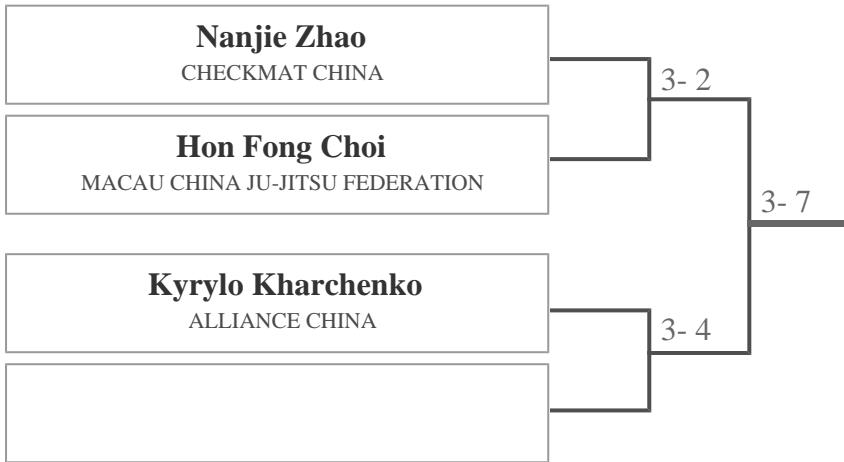 Nanjie Zhao
CHECKMAT CHINA
3- 2
Hon Fong Choi
MACAU CHINA JU-JITSU FEDERATION
3- 7
Kyrylo Kharchenko
ALLIANCE CHINA
3- 4